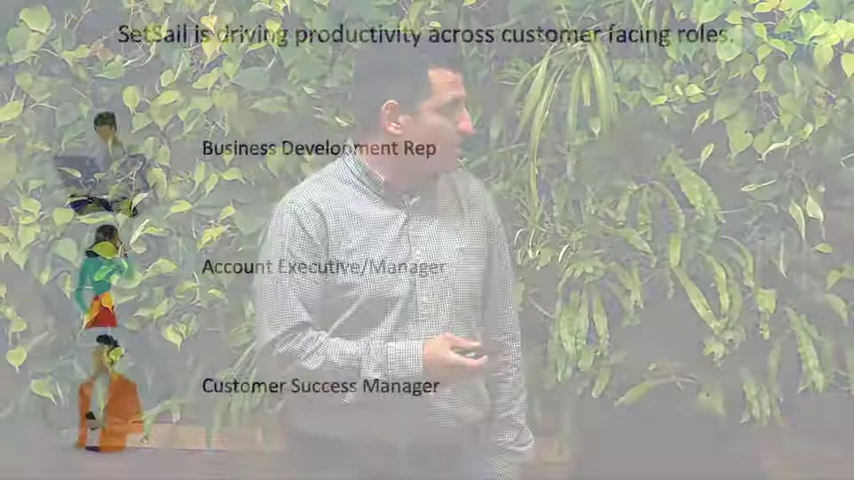 SetSail is driving productivity across customer facing roles.
Business Development Rep
Account Executive/Manager
Customer Success Manager